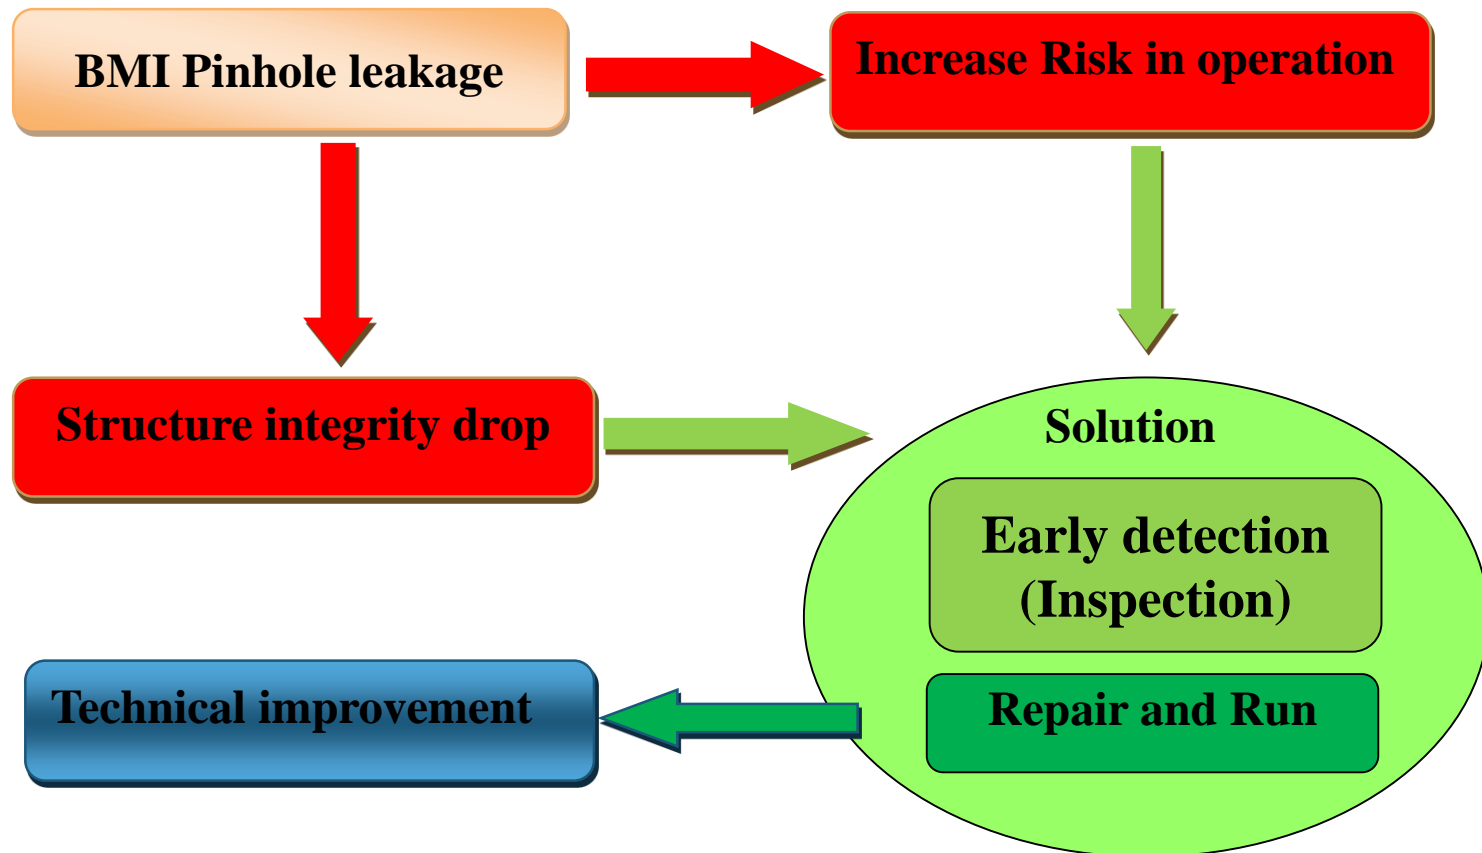 BMI Pinhole leakage
Increase Risk in operation
Structure integrity drop
Solution
Early detection
(Inspection)
Technical improvement
Repair and Run